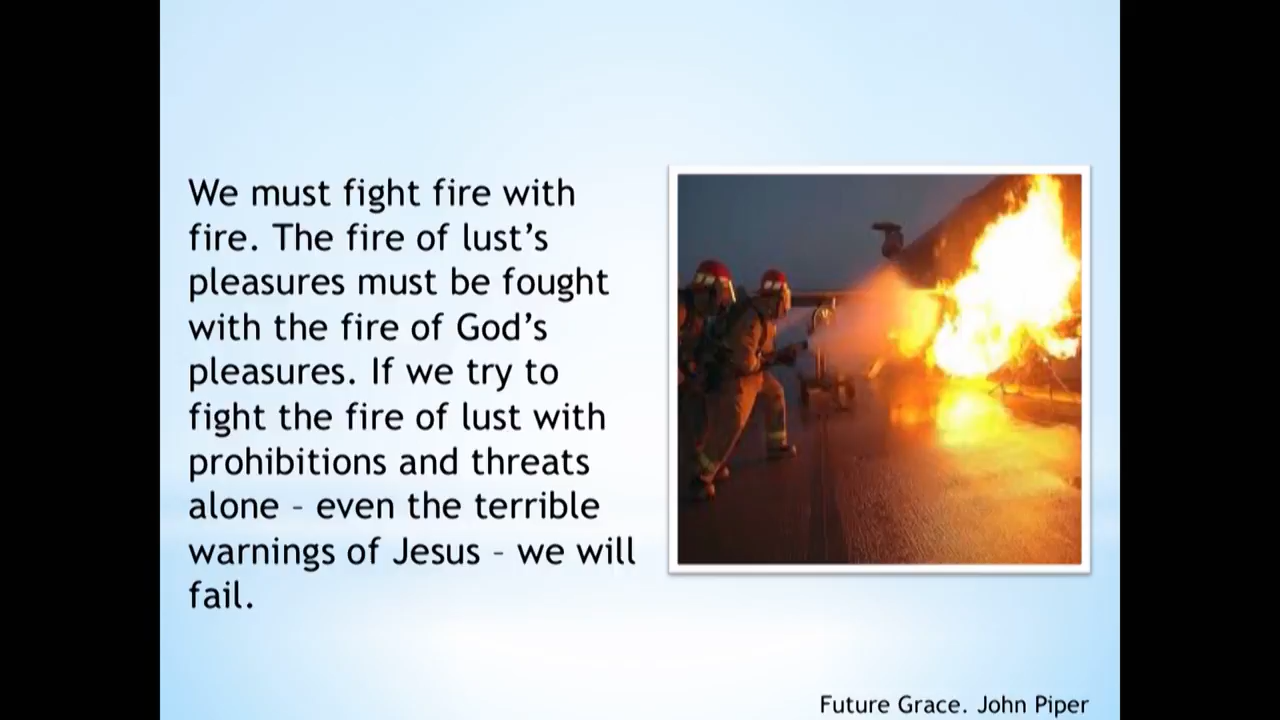 We must fight fire with
fire. The fire of lust’s
pleasures must be fought
with the fire of God’s
pleasures. If we try to
fight the fire of lust with
prohibitions and threats
alone – even the terrible
warnings of Jesus – we will
fail.
Future Grace. John Piper